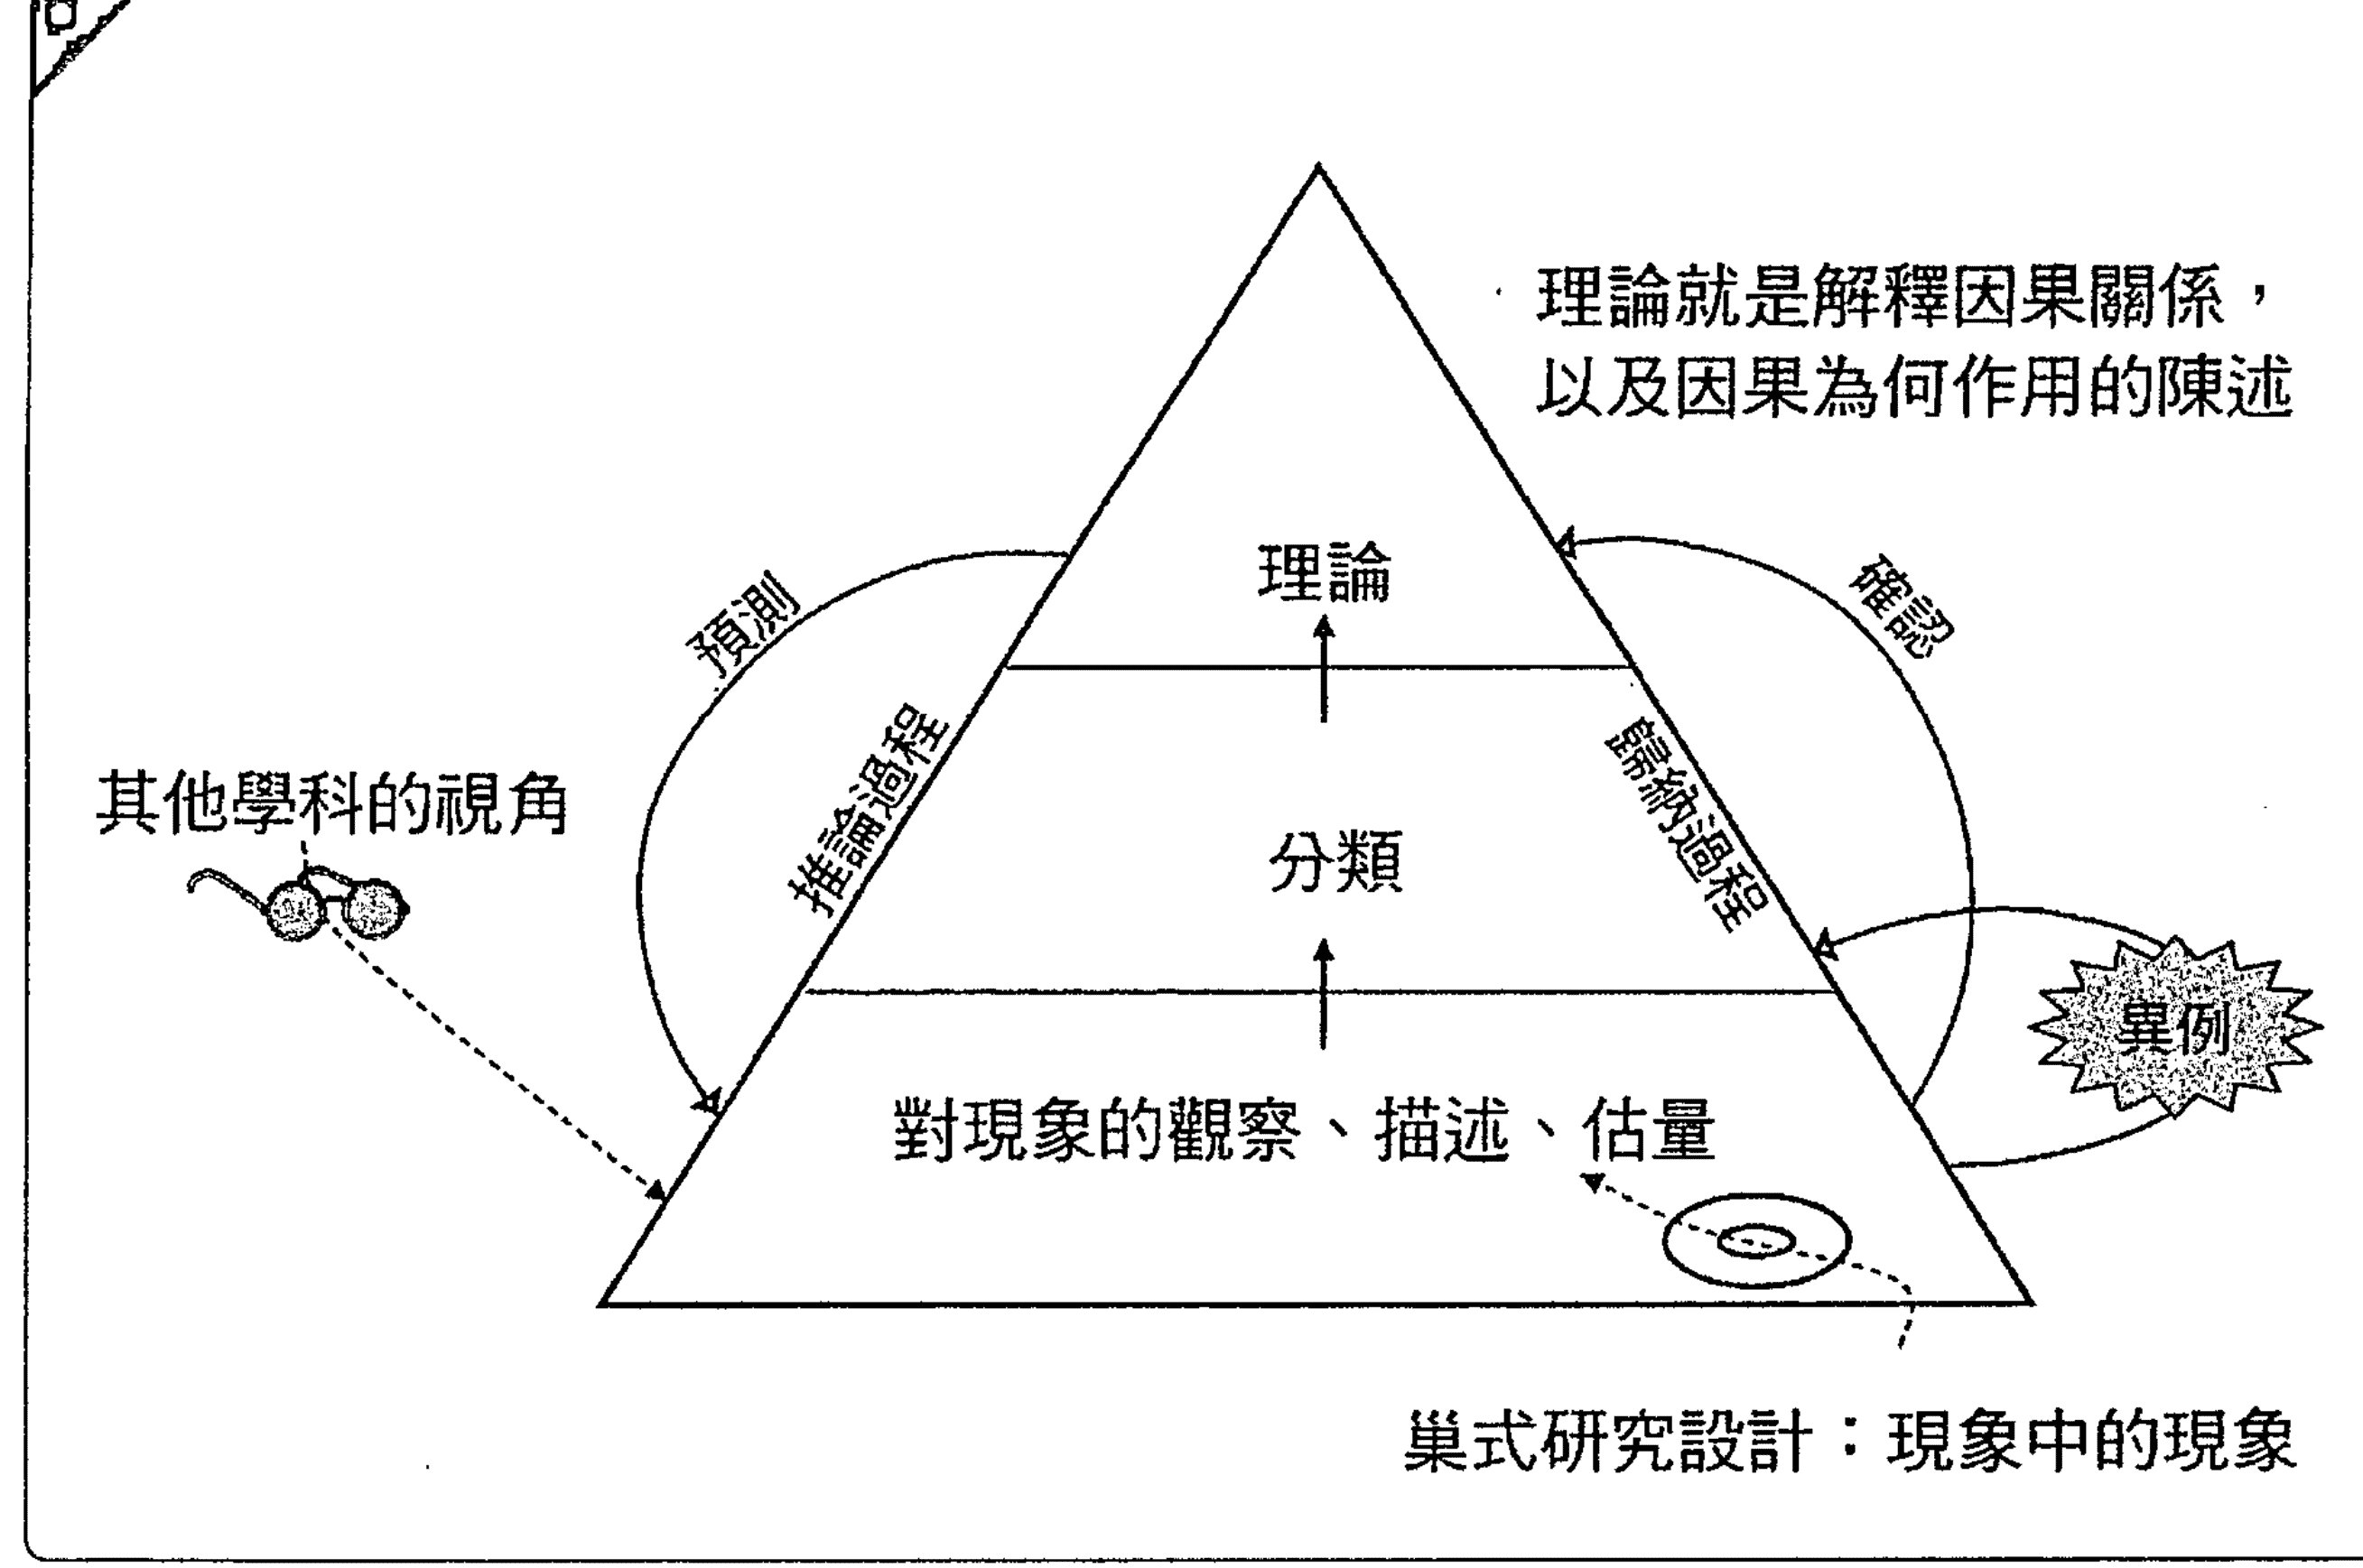 理論就是解釋因果關係，
以及因果為何作用的陳述
理論
預測
確認
推論過程
歸納過程
其他學科的視角
分類
異例
對現象的觀察、描述、估量
巢式研究設計：現象中的現象